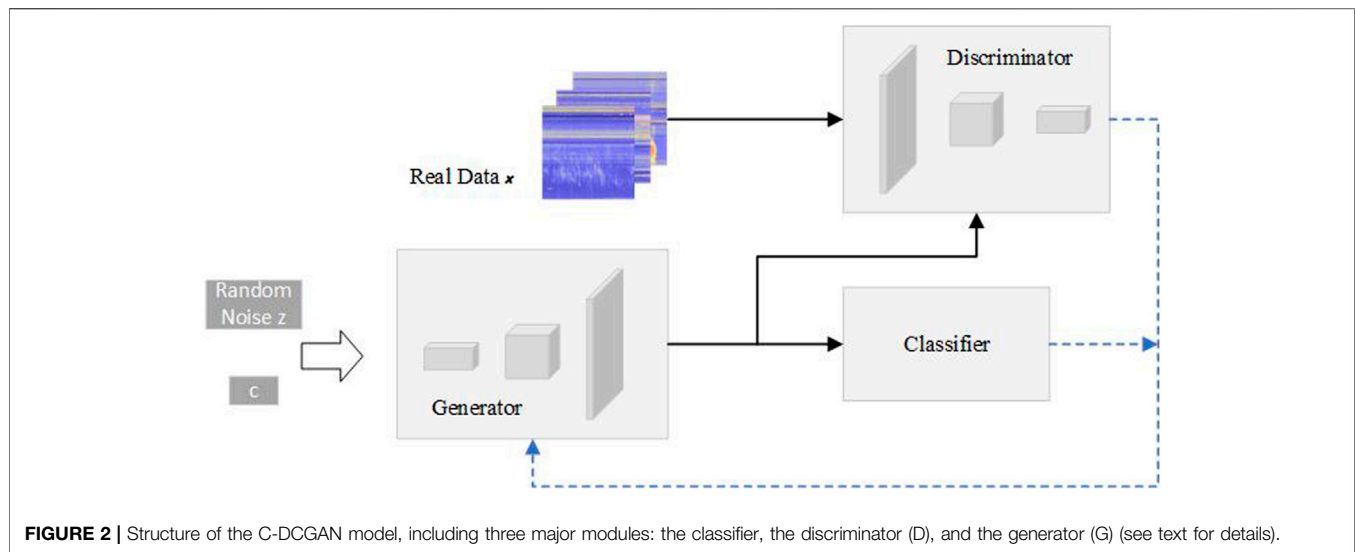 Discriminator
Real Data x
Random
Noise z
c
Generator
Classifier
FIGURE 2 | Structure of the C-DCGAN model, including three major modules: the classifier, the discriminator (D), and the generator (G) (see text for details).